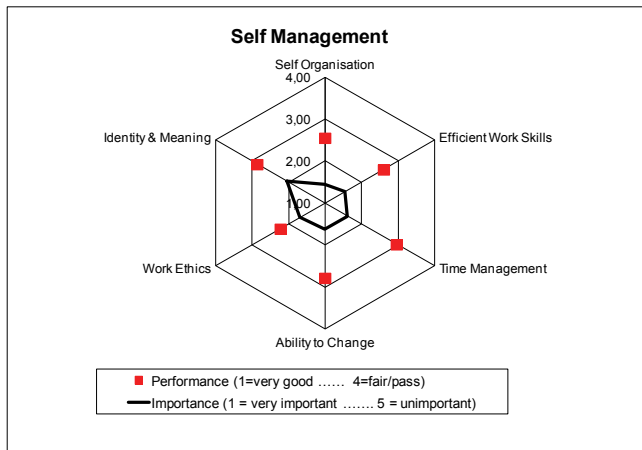 Self Management
Self Organisation
4,00
3,00
Identity & Meaning
Efficient Work Skills
2,00
1,00
Work Ethics
Time Management
Ability to Change
Performance (1=very good ...... 4=fair/pass)
Importance (1 = very important ....... 5 = unimportant)